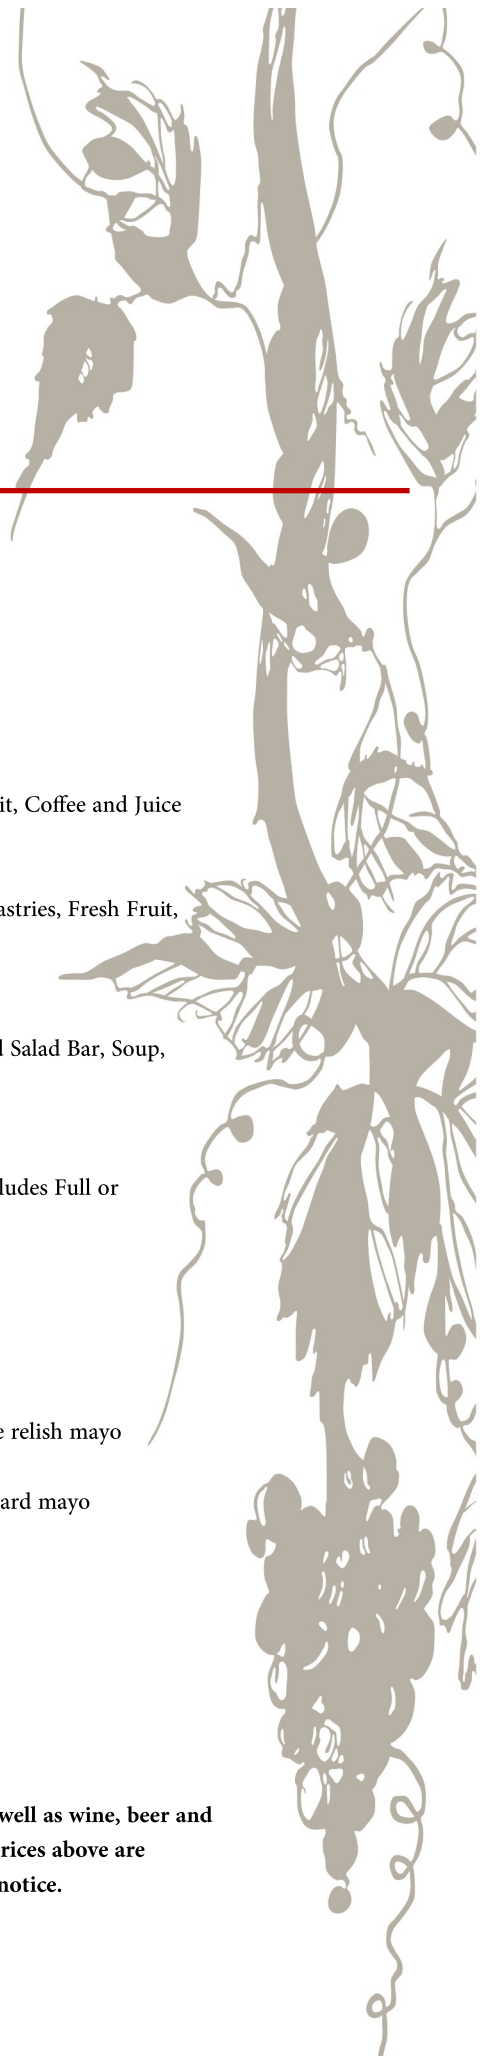 it, Coffee and Juice
astries, Fresh Fruit,
d Salad Bar, Soup,
ludes Full or
e relish mayo
ard mayo
well as wine, beer and
rices above are
notice.